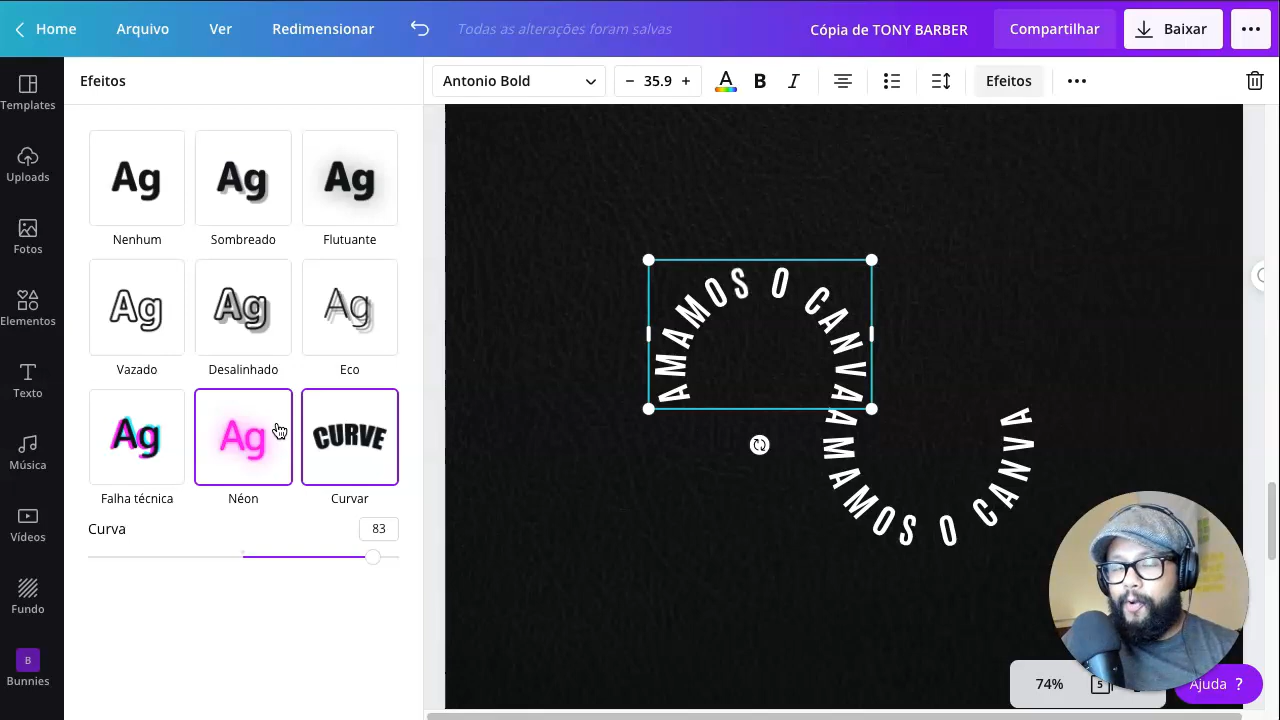 Home
Arquivo
Ver
Redimensionar
Todas as alterações foram salvas
Cópia de TONY BARBER
Compartilhar
Baixar
Templates
Uploads
Fotos
Elementos
Texto
Música
Vídeos
Fundo
B
Bunnies
Efeitos
Ag
Nenhum
Ag
Sombreado
Ag
Flutuante
Ag
Vazado
Ag
Desalinhado
Ag
Eco
Ag
Falha técnica
Ag
Néon
CURVE
Curvar
Curva
83
Antonio Bold
− 35.9 +
A
B
I
Efeitos
AMAMOS O CANVA
AMAMOS O CANVA
74%
5
Ajuda ?